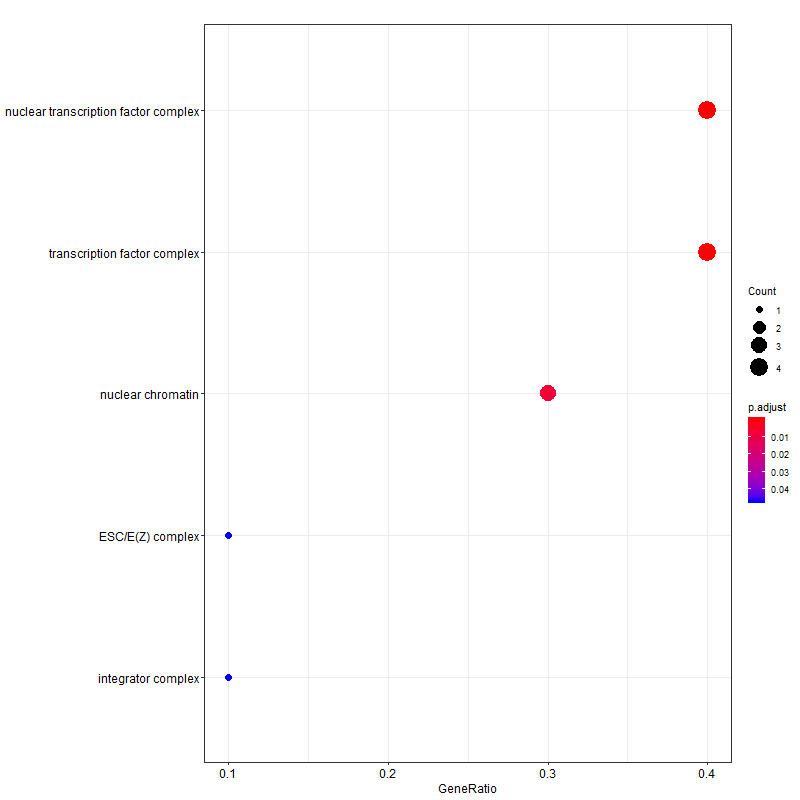 nuclear transcription factor complex
transcription factor complex
nuclear chromatin
ESC/E(Z) complex
integrator complex
0.1
0.2
0.3
0.4
GeneRatio
Count
1
2
3
4
p.adjust
0.01
0.02
0.03
0.04